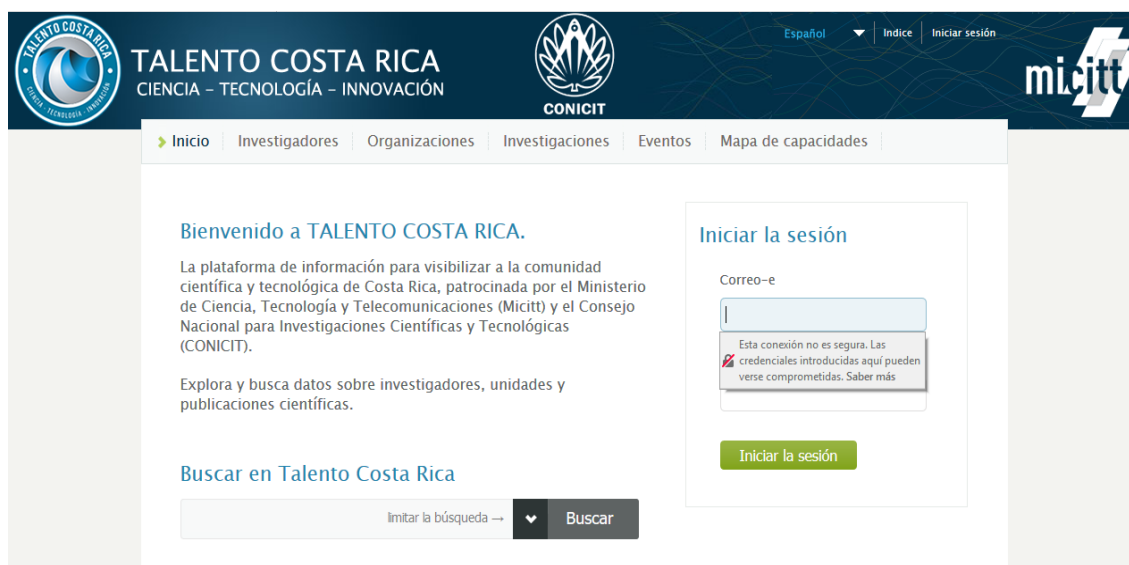 TALENTO COSTA RICA
CIENCIA - TECNOLOGÍA - INNOVACIÓN
TALENTO COSTA RICA
CIENCIA – TECNOLOGÍA – INNOVACIÓN
CONICIT
Español
Indice
Iniciar sesión
micitt
Inicio
Investigadores
Organizaciones
Investigaciones
Eventos
Mapa de capacidades
Bienvenido a TALENTO COSTA RICA.
La plataforma de información para visibilizar a la comunidad
científica y tecnológica de Costa Rica, patrocinada por el Ministerio
de Ciencia, Tecnología y Telecomunicaciones (Micitt) y el Consejo
Nacional para Investigaciones Científicas y Tecnológicas
(CONICIT).
Explora y busca datos sobre investigadores, unidades y
publicaciones científicas.
Buscar en Talento Costa Rica
limitar la búsqueda →
Buscar
Iniciar la sesión
Correo-e
Esta conexión no es segura. Las
credenciales introducidas aquí pueden
verse comprometidas. Saber más
Iniciar la sesión